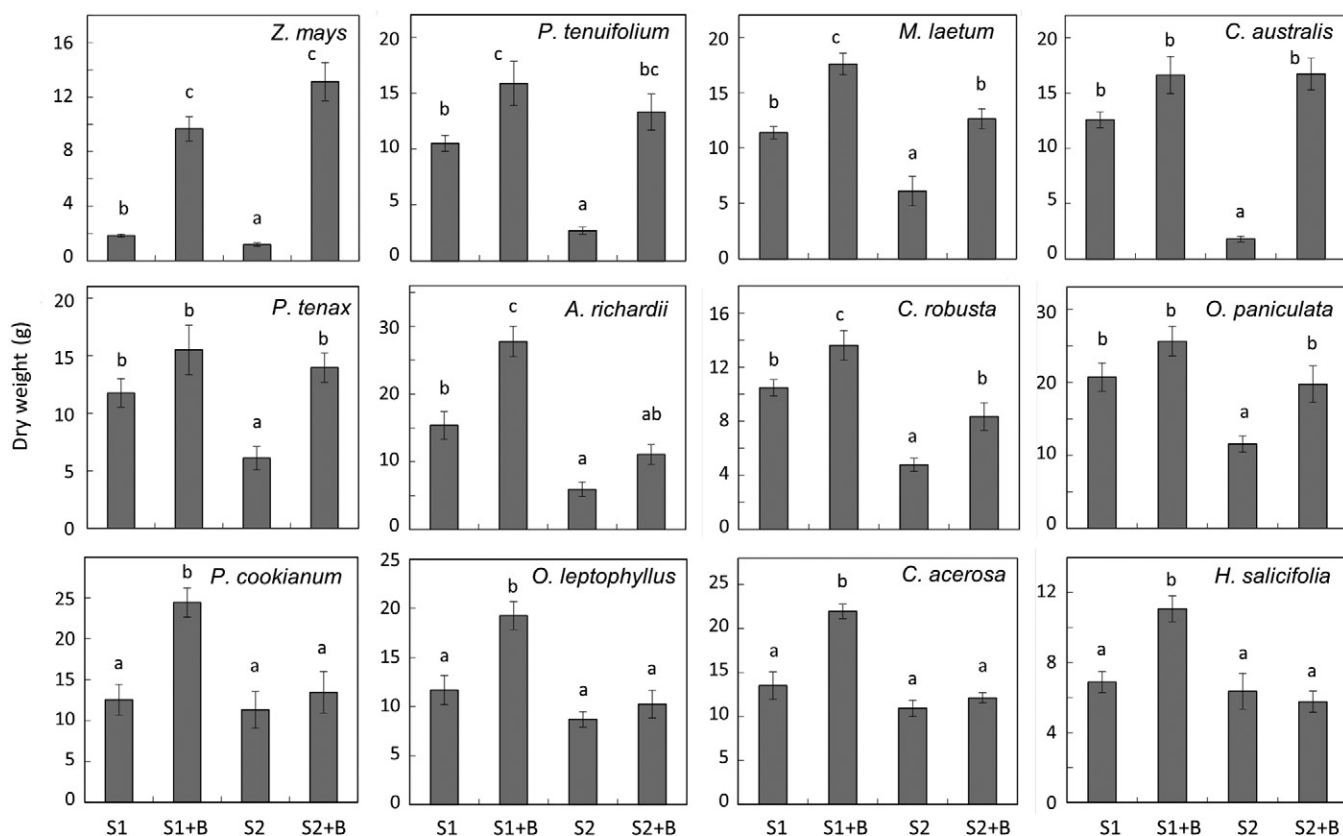 Dry weight (g)
Z. mays
16
12
8
4
0
b
c
a
c
P. tenuifolium
20
15
10
5
0
b
c
a
bc
M. laetum
20
15
10
5
0
b
c
a
b
C. australis
20
15
10
5
0
b
b
a
b
P. tenax
20
15
10
5
0
b
b
a
b
A. richardii
30
20
10
0
b
c
a
ab
C. robusta
16
12
8
4
0
b
c
a
b
O. paniculata
30
20
10
0
b
b
a
b
P. cookianum
25
20
15
10
5
0
a
b
a
a
O. leptophyllus
25
20
15
10
5
0
a
b
a
a
C. acerosa
25
20
15
10
5
0
a
b
a
a
H. salicifolia
12
8
4
0
a
b
a
a
S1 S1+B S2 S2+B
S1 S1+B S2 S2+B
S1 S1+B S2 S2+B
S1 S1+B S2 S2+B